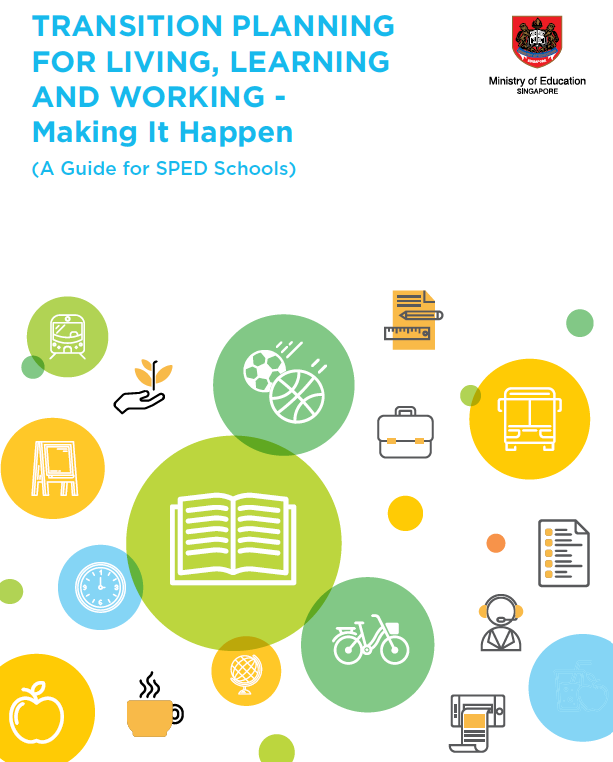 TRANSITION PLANNING
FOR LIVING, LEARNING
AND WORKING -
Making It Happen
(A Guide for SPED Schools)
Ministry of Education
SINGAPORE